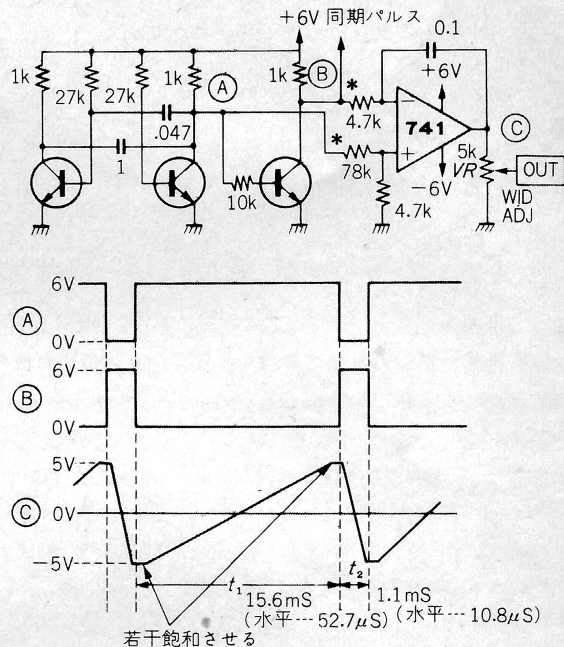 +6V 同期パルス
1k
27k
27k
1k
Ⓐ
1k
Ⓑ
0.1
+6V
.047
1
10k
*
4.7k
*
78k
4.7k
−
+
741
−6V
Ⓒ
5k
VR
OUT
WID
ADJ
6V
Ⓐ
0V
6V
Ⓑ
0V
5V
Ⓒ 0V
−5V
t₁
t₂
15.6mS
(水平…52.7μS)
1.1mS
(水平…10.8μS)
若干飽和させる